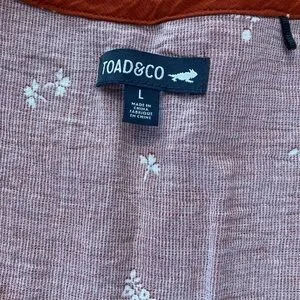 TOAD&CO
L
MADE IN
CHINA
FABRIQUÉ
EN CHINE